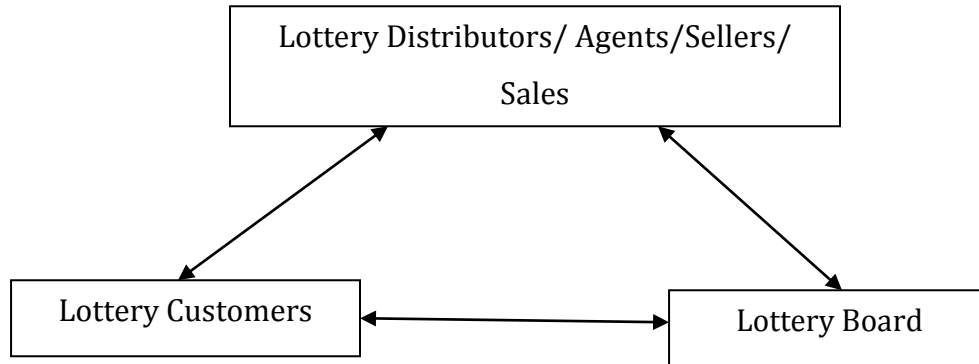 Lottery Distributors/ Agents/Sellers/
Sales
Lottery Customers
Lottery Board